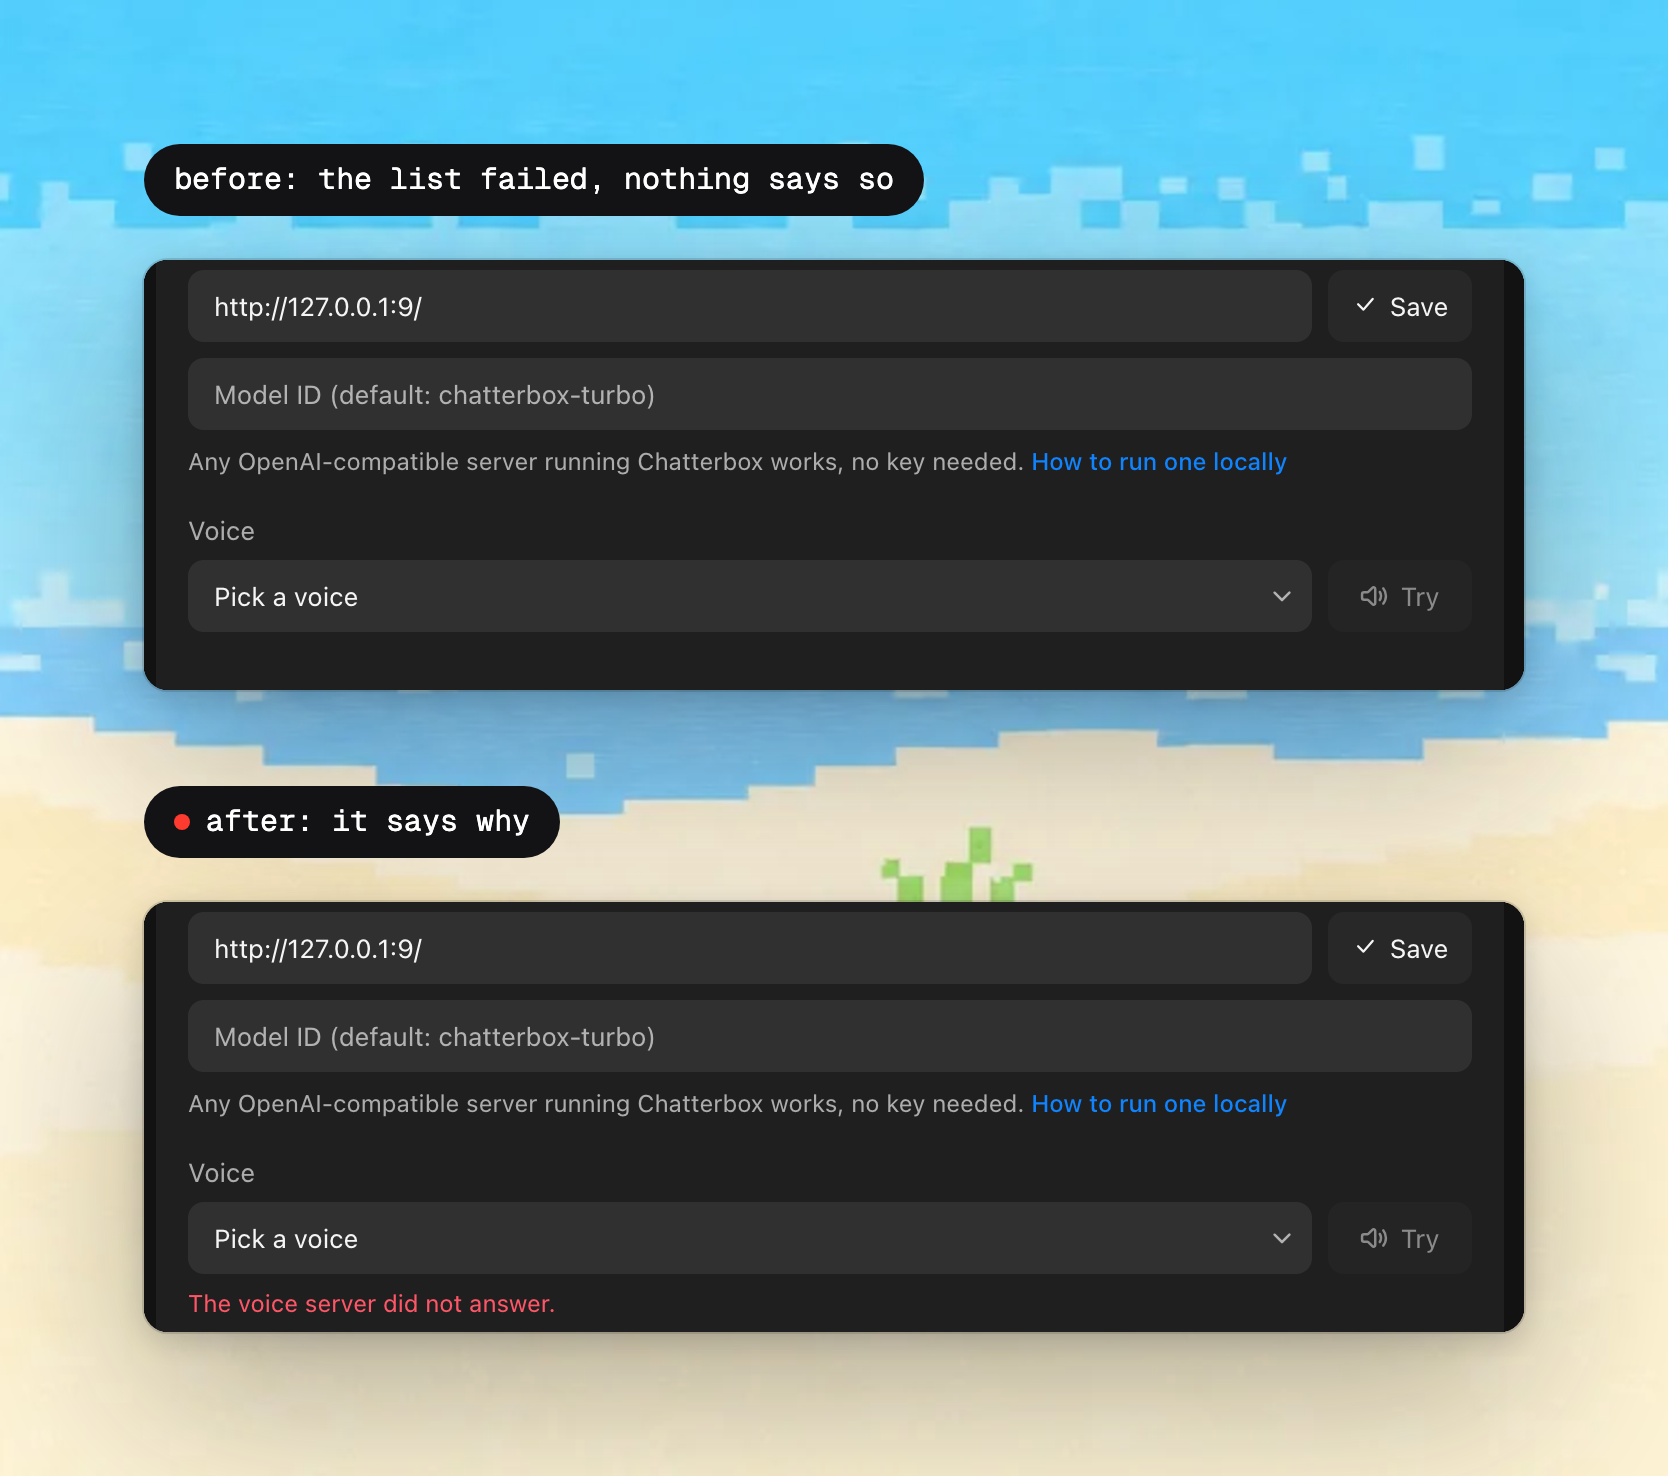 before: the list failed, nothing says so
http://127.0.0.1:9/
Save
Model ID (default: chatterbox-turbo)
Any OpenAI-compatible server running Chatterbox works, no key needed. How to run one locally
Voice
Pick a voice
Try
after: it says why
http://127.0.0.1:9/
Save
Model ID (default: chatterbox-turbo)
Any OpenAI-compatible server running Chatterbox works, no key needed. How to run one locally
Voice
Pick a voice
Try
The voice server did not answer.